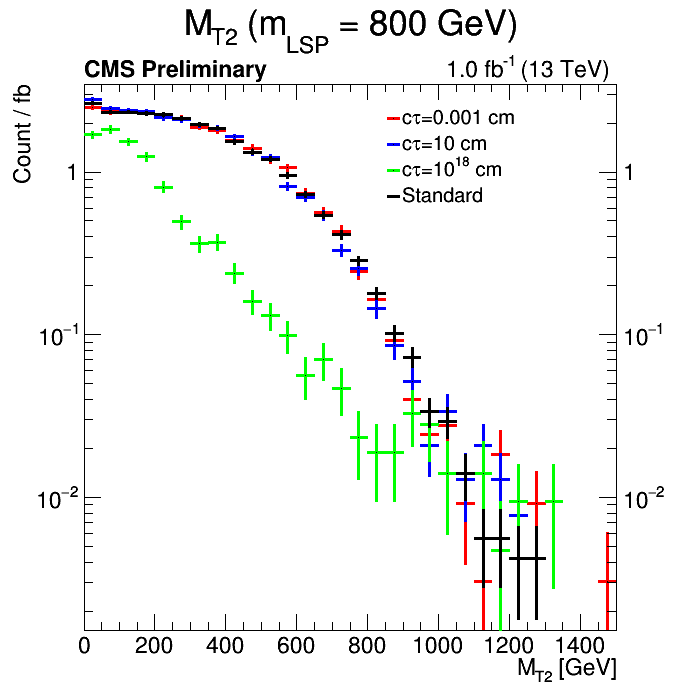 M_T2 (m_LSP = 800 GeV)
CMS Preliminary 1.0 fb⁻¹ (13 TeV)
Count / fb
cτ=0.001 cm
cτ=10 cm
cτ=10¹⁸ cm
Standard
1 1
10⁻¹ 10⁻¹
10⁻² 10⁻²
0 200 400 600 800 1000 1200 1400
M_T2 [GeV]